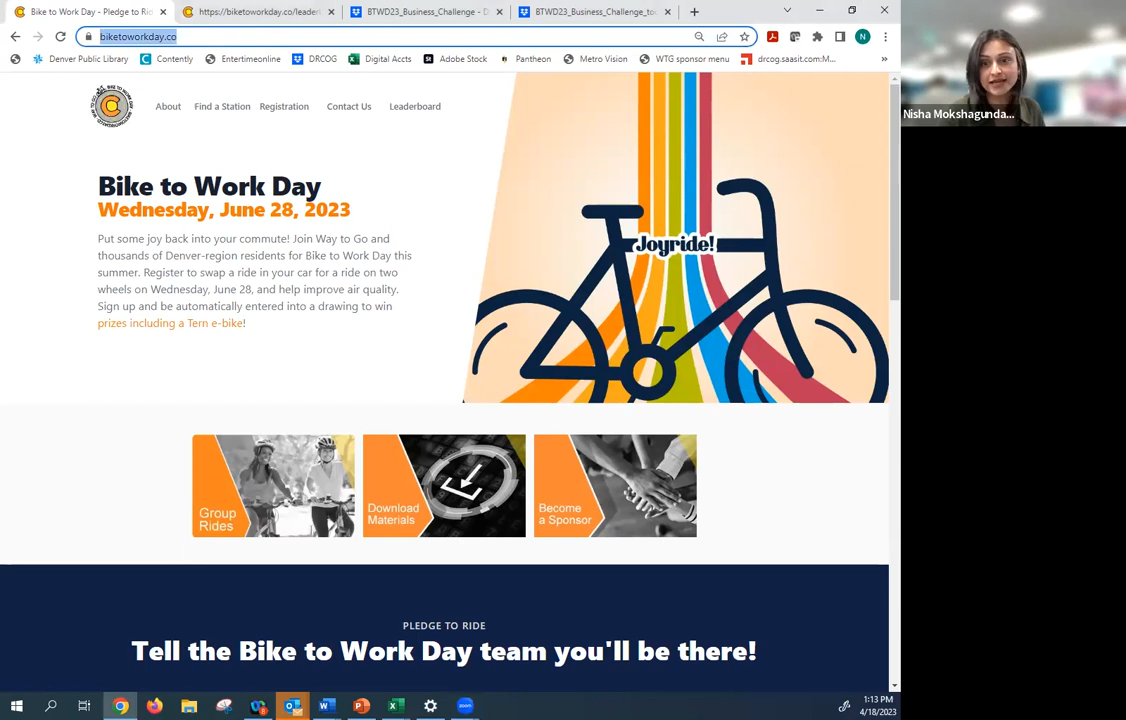 Bike to Work Day - Pledge to Rid
https://biketoworkday.co/leader
BTWD23_Business_Challenge - D
BTWD23_Business_Challenge_too
biketoworkday.co
Denver Public Library
Contently
Entertimeonline
DRCOG
Digital Accts
Adobe Stock
Pantheon
Metro Vision
WTG sponsor menu
drcog.saasit.com:M...
»
N
Nisha Mokshagunda...
About
Find a Station
Registration
Contact Us
Leaderboard
Bike to Work Day
Wednesday, June 28, 2023
Put some joy back into your commute! Join Way to Go and
thousands of Denver-region residents for Bike to Work Day this
summer. Register to swap a ride in your car for a ride on two
wheels on Wednesday, June 28, and help improve air quality.
Sign up and be automatically entered into a drawing to win
prizes including a Tern e-bike!
Joyride!
Group
Rides
Download
Materials
Become
a Sponsor
PLEDGE TO RIDE
Tell the Bike to Work Day team you'll be there!
1:13 PM
4/18/2023